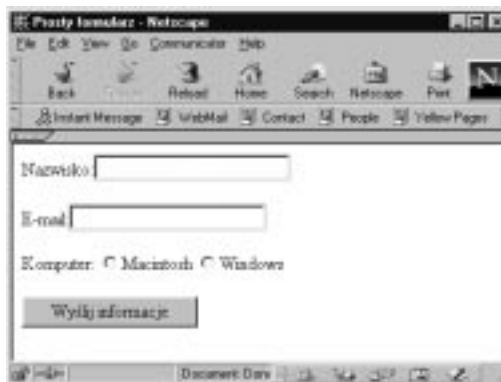 Prosty formularz - Netscape
File Edit View Go Communicator Help
Back Reload Home Search Netscape Print
Instant Message WebMail Contact People Yellow Pages
Nazwisko:
E-mail:
Komputer: Macintosh Windows
Wyślij informacje
Document: Done